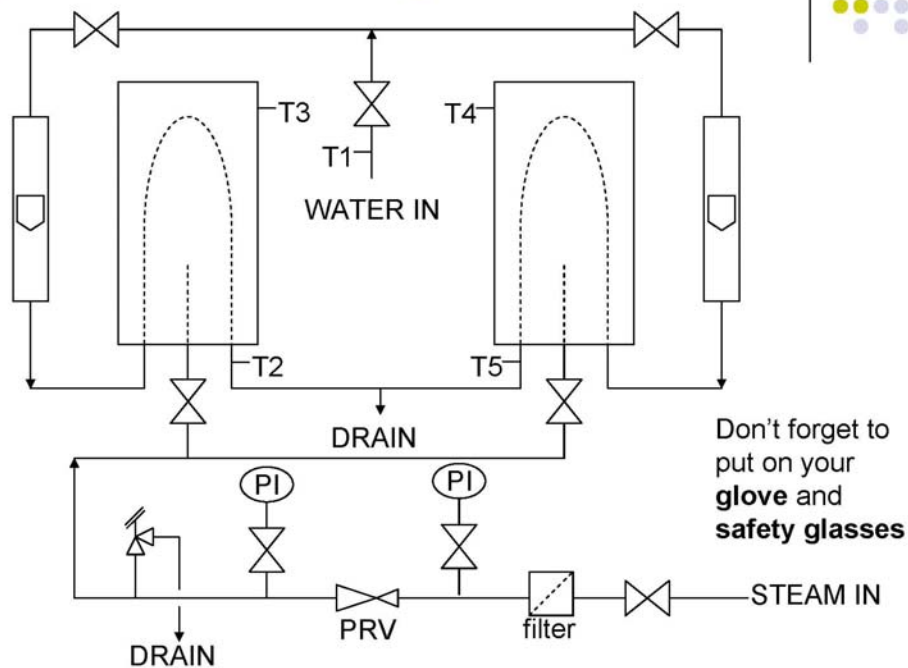 T3
T4
T1
WATER IN
T2
T5
DRAIN
Don't forget to
put on your
glove and
safety glasses
PI
PI
STEAM IN
PRV
filter
DRAIN